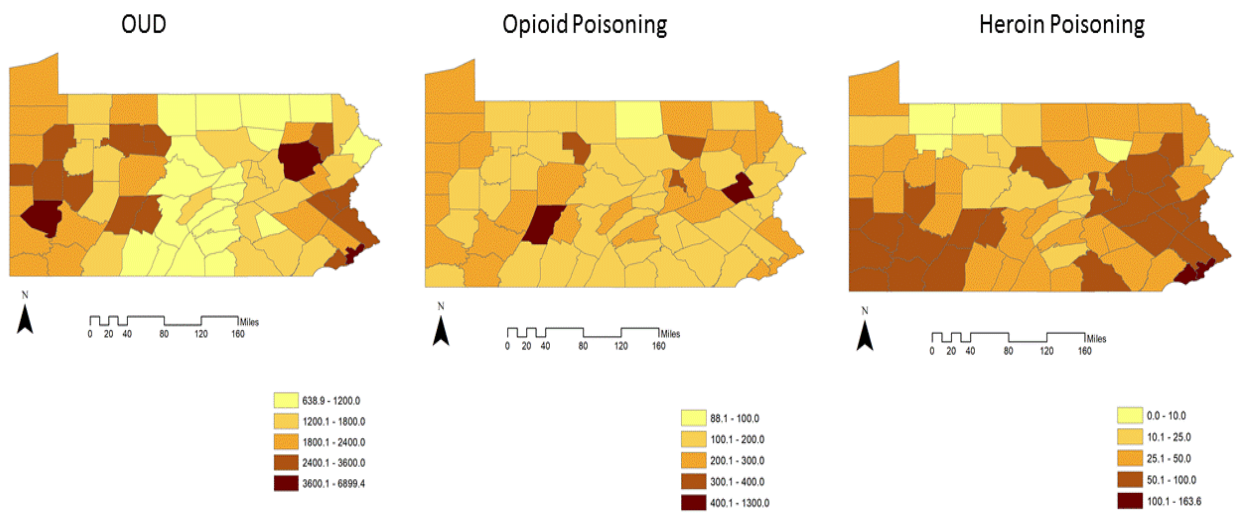 OUD
Opioid Poisoning
Heroin Poisoning
N
0 20 40 80 120 160 Miles
N
0 20 40 80 120 160 Miles
N
0 20 40 80 120 160 Miles
638.9 - 1200.0
1200.1 - 1800.0
1800.1 - 2400.0
2400.1 - 3600.0
3600.1 - 6899.4
88.1 - 100.0
100.1 - 200.0
200.1 - 300.0
300.1 - 400.0
400.1 - 1300.0
0.0 - 10.0
10.1 - 25.0
25.1 - 50.0
50.1 - 100.0
100.1 - 163.6